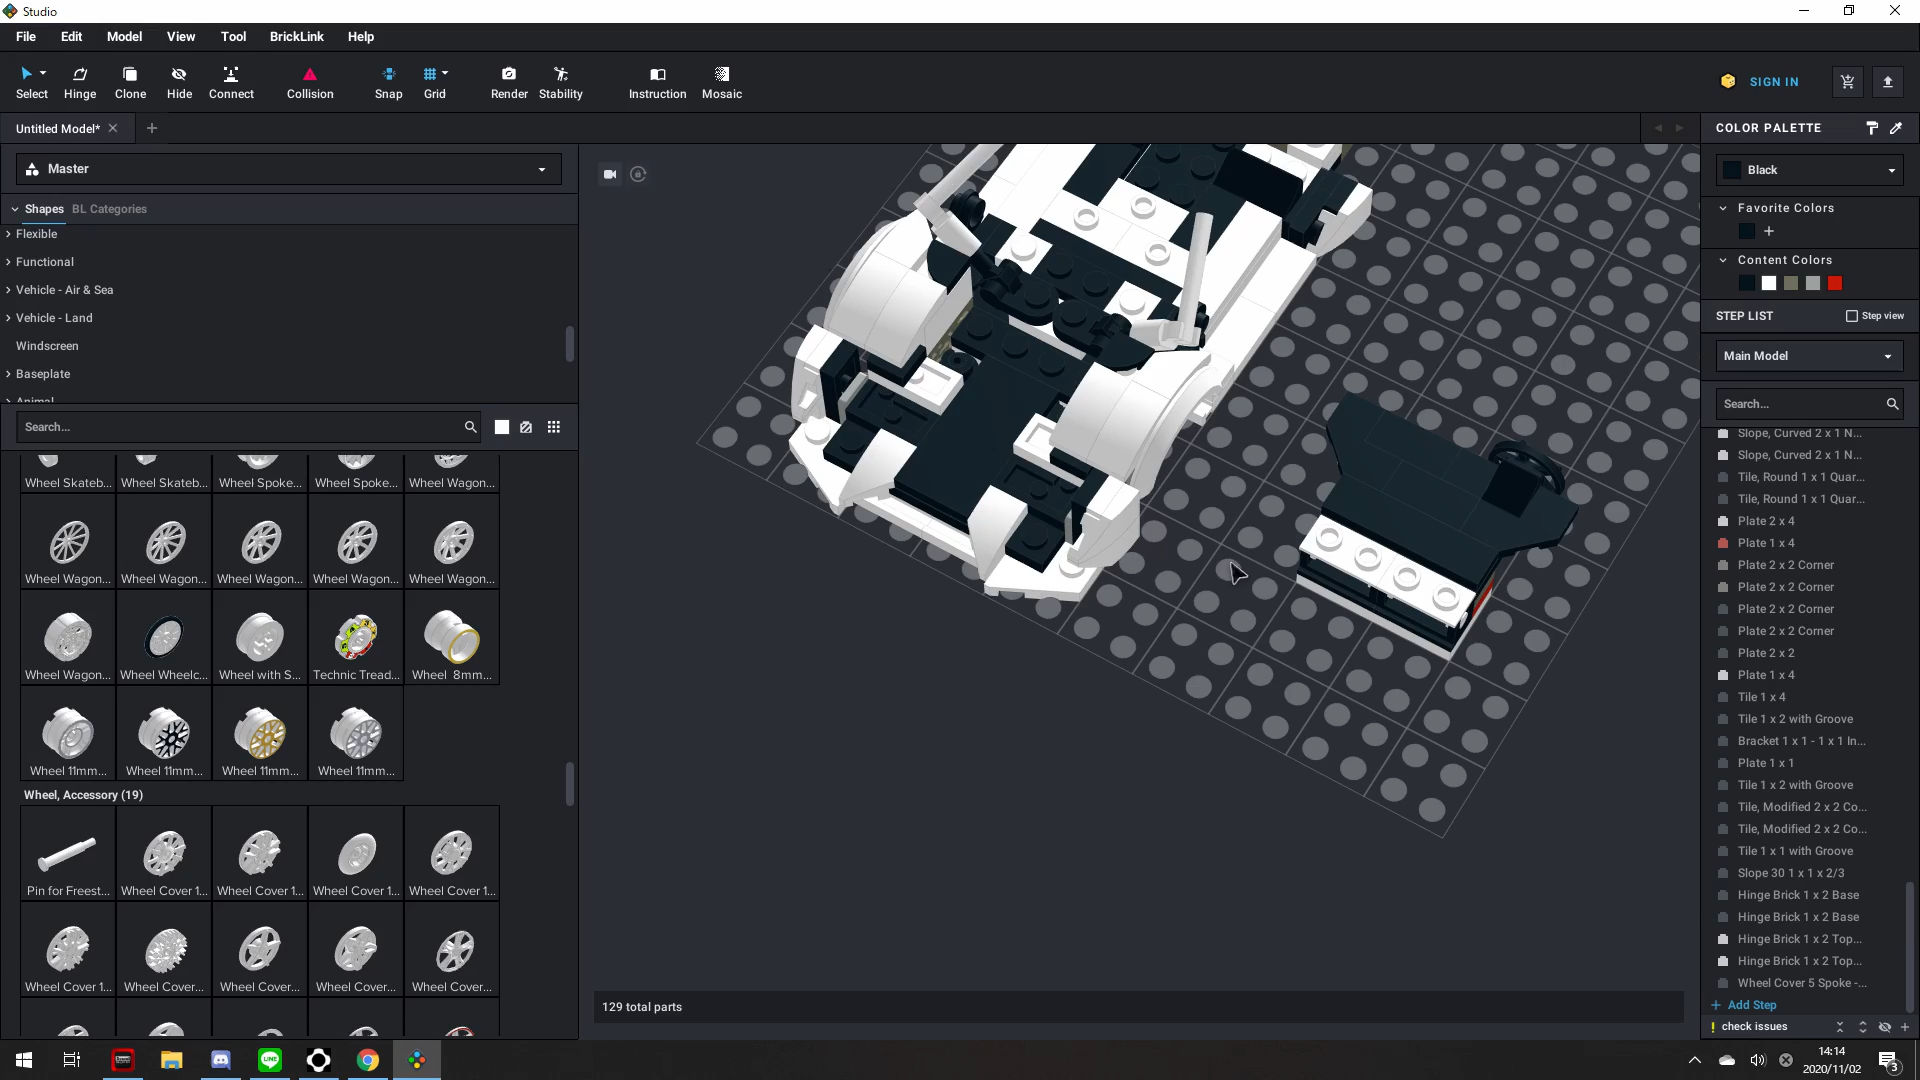 Studio
File Edit Model View Tool BrickLink Help
Select Hinge Clone Hide Connect Collision Snap Grid Render Stability Instruction Mosaic
SIGN IN
Untitled Model*
Master
Shapes BL Categories
Flexible
Functional
Vehicle - Air & Sea
Vehicle - Land
Windscreen
Baseplate
Animal
Search...
Wheel Skateb... Wheel Skateb... Wheel Spoke... Wheel Spoke... Wheel Wagon...
Wheel Wagon... Wheel Wagon... Wheel Wagon... Wheel Wagon... Wheel Wagon...
Wheel Wagon... Wheel Wheelc... Wheel with S... Technic Tread... Wheel 8mm...
Wheel 11mm... Wheel 11mm... Wheel 11mm... Wheel 11mm...
Wheel, Accessory (19)
Pin for Freest... Wheel Cover 1... Wheel Cover 1... Wheel Cover 1... Wheel Cover 1...
Wheel Cover 1... Wheel Cover... Wheel Cover... Wheel Cover... Wheel Cover...
129 total parts
COLOR PALETTE
Black
Favorite Colors
Content Colors
STEP LIST Step view
Main Model
Search...
Slope, Curved 2 x 1 N...
Slope, Curved 2 x 1 N...
Tile, Round 1 x 1 Quar...
Tile, Round 1 x 1 Quar...
Plate 2 x 4
Plate 1 x 4
Plate 2 x 2 Corner
Plate 2 x 2 Corner
Plate 2 x 2 Corner
Plate 2 x 2 Corner
Plate 2 x 2
Plate 1 x 4
Tile 1 x 4
Tile 1 x 2 with Groove
Bracket 1 x 1 - 1 x 1 In...
Plate 1 x 1
Tile 1 x 2 with Groove
Tile, Modified 2 x 2 Co...
Tile, Modified 2 x 2 Co...
Tile 1 x 1 with Groove
Slope 30 1 x 1 x 2/3
Hinge Brick 1 x 2 Base
Hinge Brick 1 x 2 Base
Hinge Brick 1 x 2 Top...
Hinge Brick 1 x 2 Top...
Wheel Cover 5 Spoke -...
+ Add Step
! check issues
14:14
2020/11/02
3